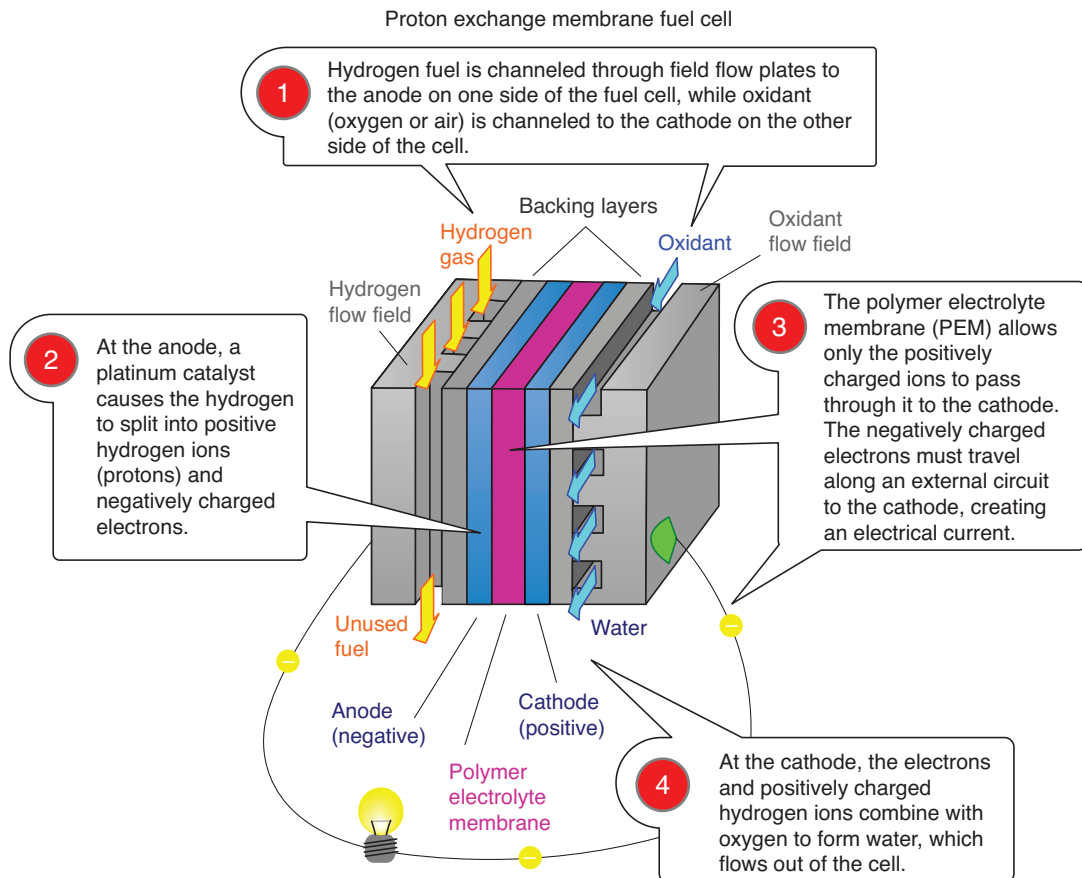 Proton exchange membrane fuel cell
1
Hydrogen fuel is channeled through field flow plates to
the anode on one side of the fuel cell, while oxidant
(oxygen or air) is channeled to the cathode on the other
side of the cell.
Backing layers
Hydrogen
gas
Oxidant
Oxidant
flow field
Hydrogen
flow field
2
At the anode, a
platinum catalyst
causes the hydrogen
to split into positive
hydrogen ions
(protons) and
negatively charged
electrons.
3
The polymer electrolyte
membrane (PEM) allows
only the positively
charged ions to pass
through it to the cathode.
The negatively charged
electrons must travel
along an external circuit
to the cathode, creating
an electrical current.
Unused
fuel
Water
Anode
(negative)
Cathode
(positive)
Polymer
electrolyte
membrane
4
At the cathode, the electrons
and positively charged
hydrogen ions combine with
oxygen to form water, which
flows out of the cell.